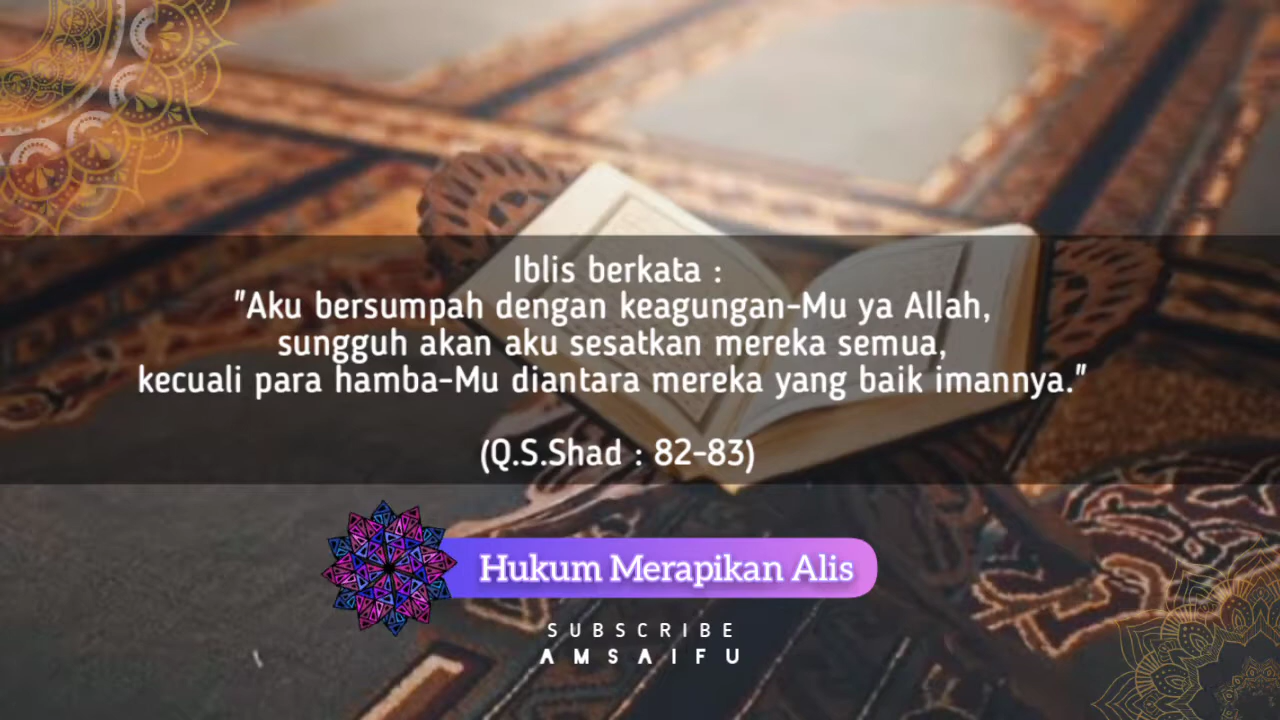 Iblis berkata :
"Aku bersumpah dengan keagungan-Mu ya Allah,
sungguh akan aku sesatkan mereka semua,
kecuali para hamba-Mu diantara mereka yang baik imannya."
(Q.S.Shad : 82-83)
Hukum Merapikan Alis
SUBSCRIBE
AMSAIFU